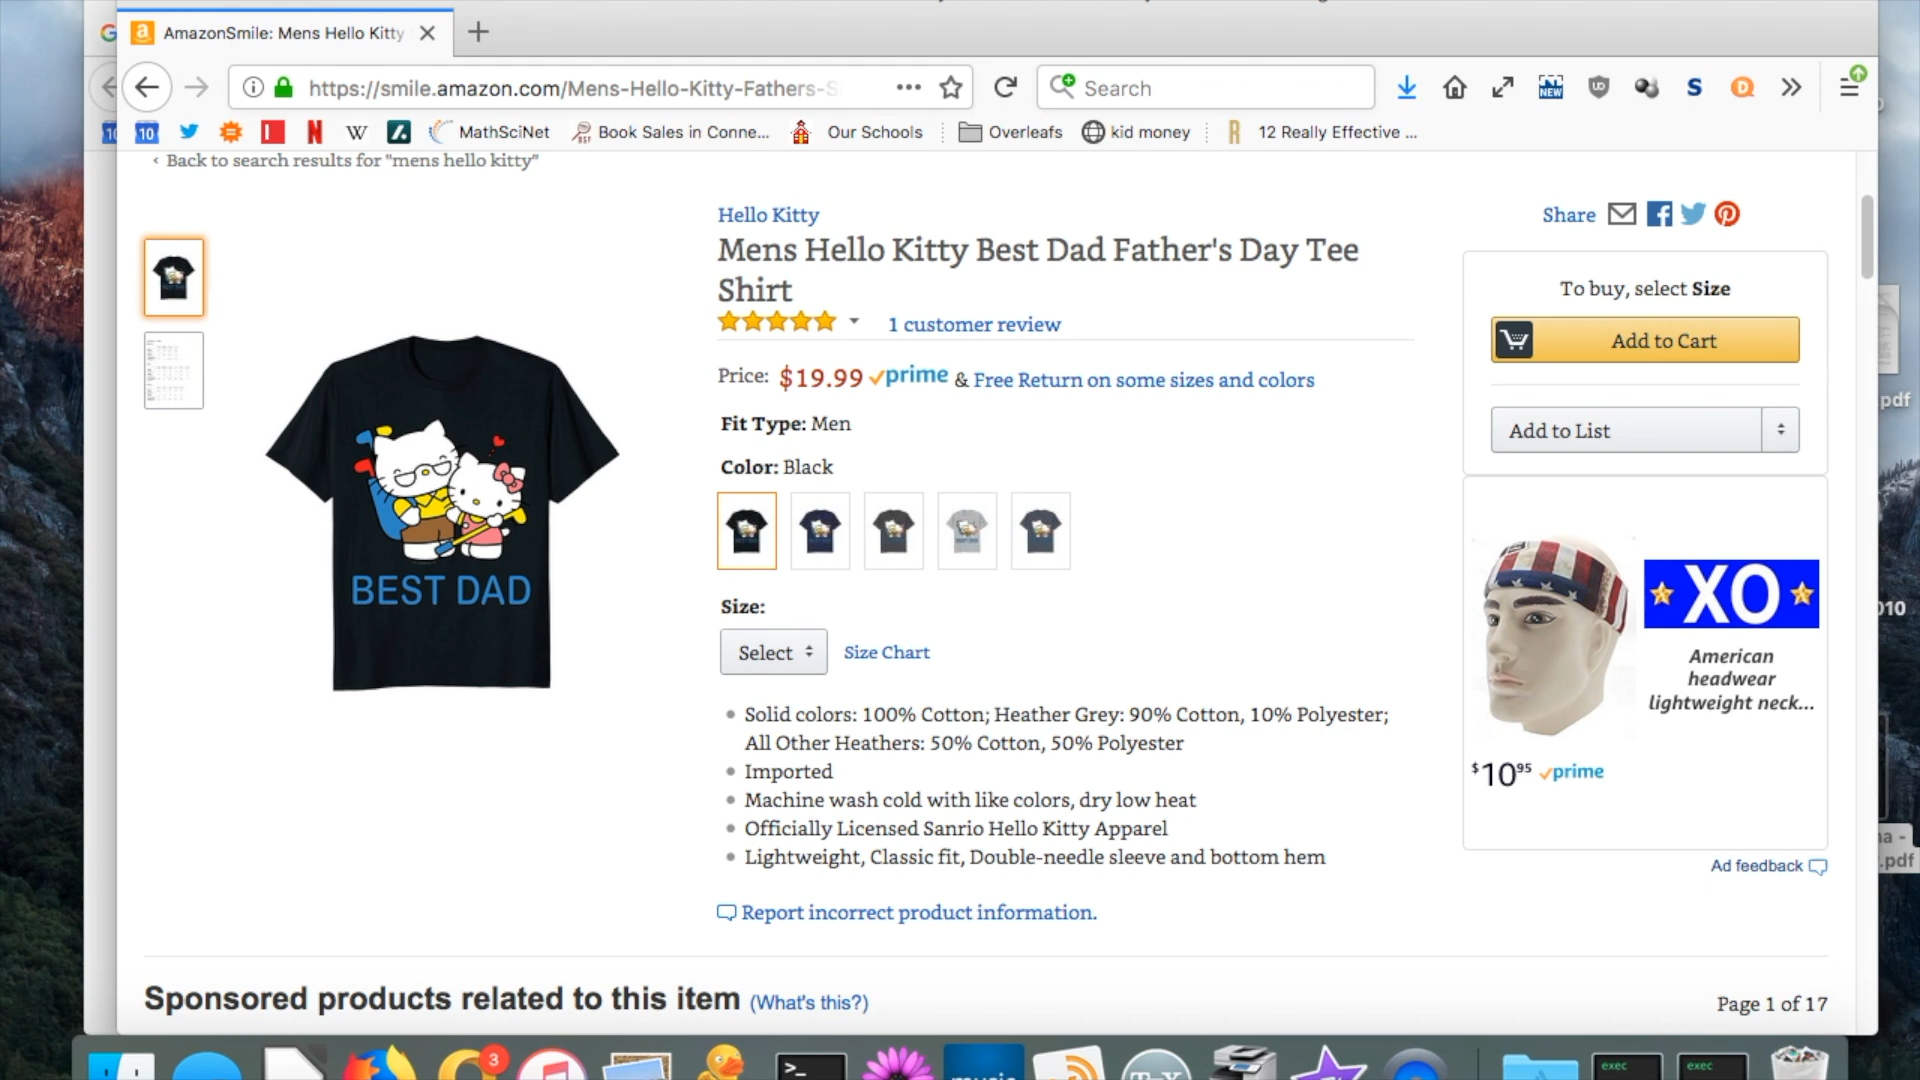 AmazonSmile: Mens Hello Kitty
https://smile.amazon.com/Mens-Hello-Kitty-Fathers-S
Search
NEW
S
D
10
10
N
W
MathSciNet
Book Sales in Conne...
Our Schools
Overleafs
kid money
R
12 Really Effective ...
‹ Back to search results for "mens hello kitty"
Hello Kitty
Mens Hello Kitty Best Dad Father's Day Tee
Shirt
1 customer review
Price: $19.99 prime & Free Return on some sizes and colors
Fit Type: Men
Color: Black
Size:
Select
Size Chart
Solid colors: 100% Cotton; Heather Grey: 90% Cotton, 10% Polyester;
All Other Heathers: 50% Cotton, 50% Polyester
Imported
Machine wash cold with like colors, dry low heat
Officially Licensed Sanrio Hello Kitty Apparel
Lightweight, Classic fit, Double-needle sleeve and bottom hem
Report incorrect product information.
BEST DAD
Share
To buy, select Size
Add to Cart
Add to List
XO
American
headwear
lightweight neck...
$1095 prime
Ad feedback
pdf
010
.pdf
Sponsored products related to this item (What's this?)
Page 1 of 17
3
>_
exec
exec